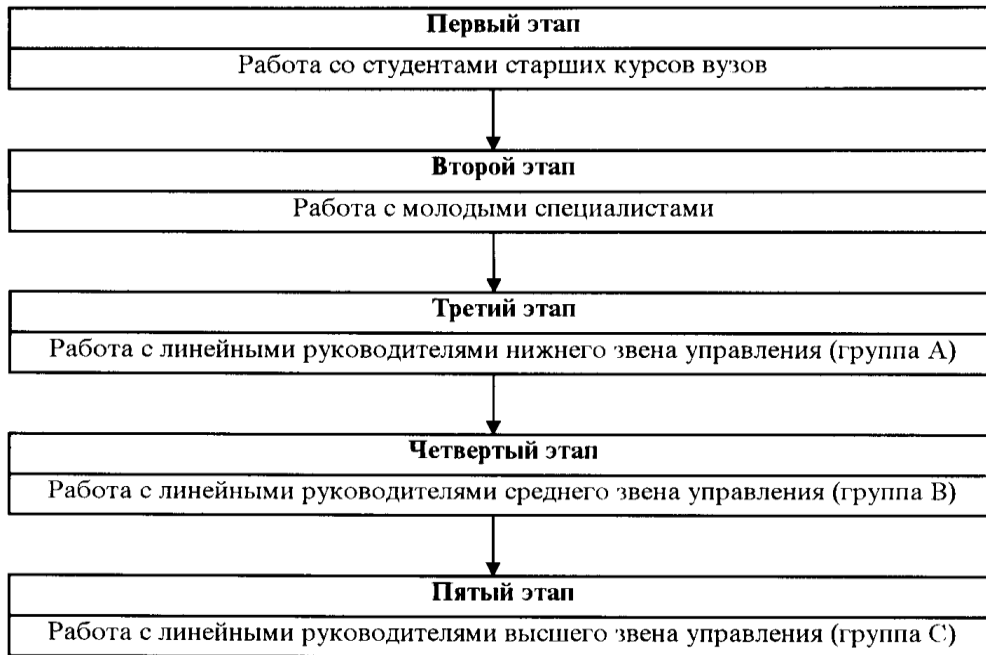 Первый этап
Работа со студентами старших курсов вузов
Второй этап
Работа с молодыми специалистами
Третий этап
Работа с линейными руководителями нижнего звена управления (группа А)
Четвертый этап
Работа с линейными руководителями среднего звена управления (группа В)
Пятый этап
Работа с линейными руководителями высшего звена управления (группа С)